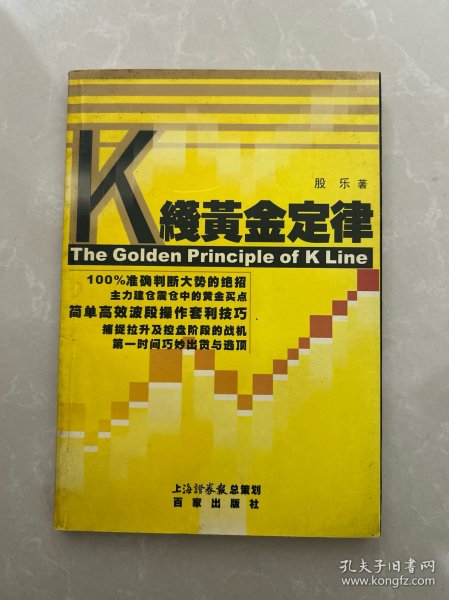 股 乐 著
K綫黃金定律
The Golden Principle of K Line
100%准确判断大势的绝招
主力建仓震仓中的黄金买点
简单高效波段操作套利技巧
捕捉拉升及控盘阶段的战机
第一时间巧妙出货与逃顶
上海證券報总策划
百家出版社
孔夫子旧书网
www.kongfz.com